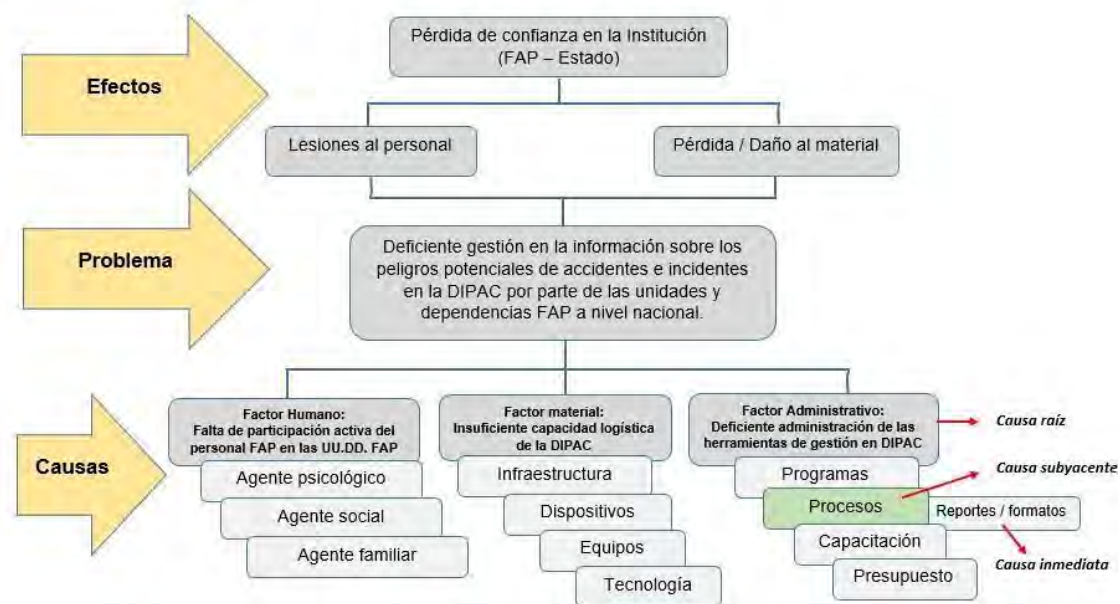 Efectos
Pérdida de confianza en la Institución
(FAP – Estado)
Lesiones al personal
Pérdida / Daño al material
Problema
Deficiente gestión en la información sobre los
peligros potenciales de accidentes e incidentes
en la DIPAC por parte de las unidades y
dependencias FAP a nivel nacional.
Causas
Factor Humano:
Falta de participación activa del
personal FAP en las UU.DD. FAP
Agente psicológico
Agente social
Agente familiar
Factor material:
Insuficiente capacidad logística
de la DIPAC
Infraestructura
Dispositivos
Equipos
Tecnología
Factor Administrativo:
Deficiente administración de las
herramientas de gestión en DIPAC
Causa raíz
Programas
Causa subyacente
Procesos
Reportes / formatos
Capacitación
Causa inmediata
Presupuesto